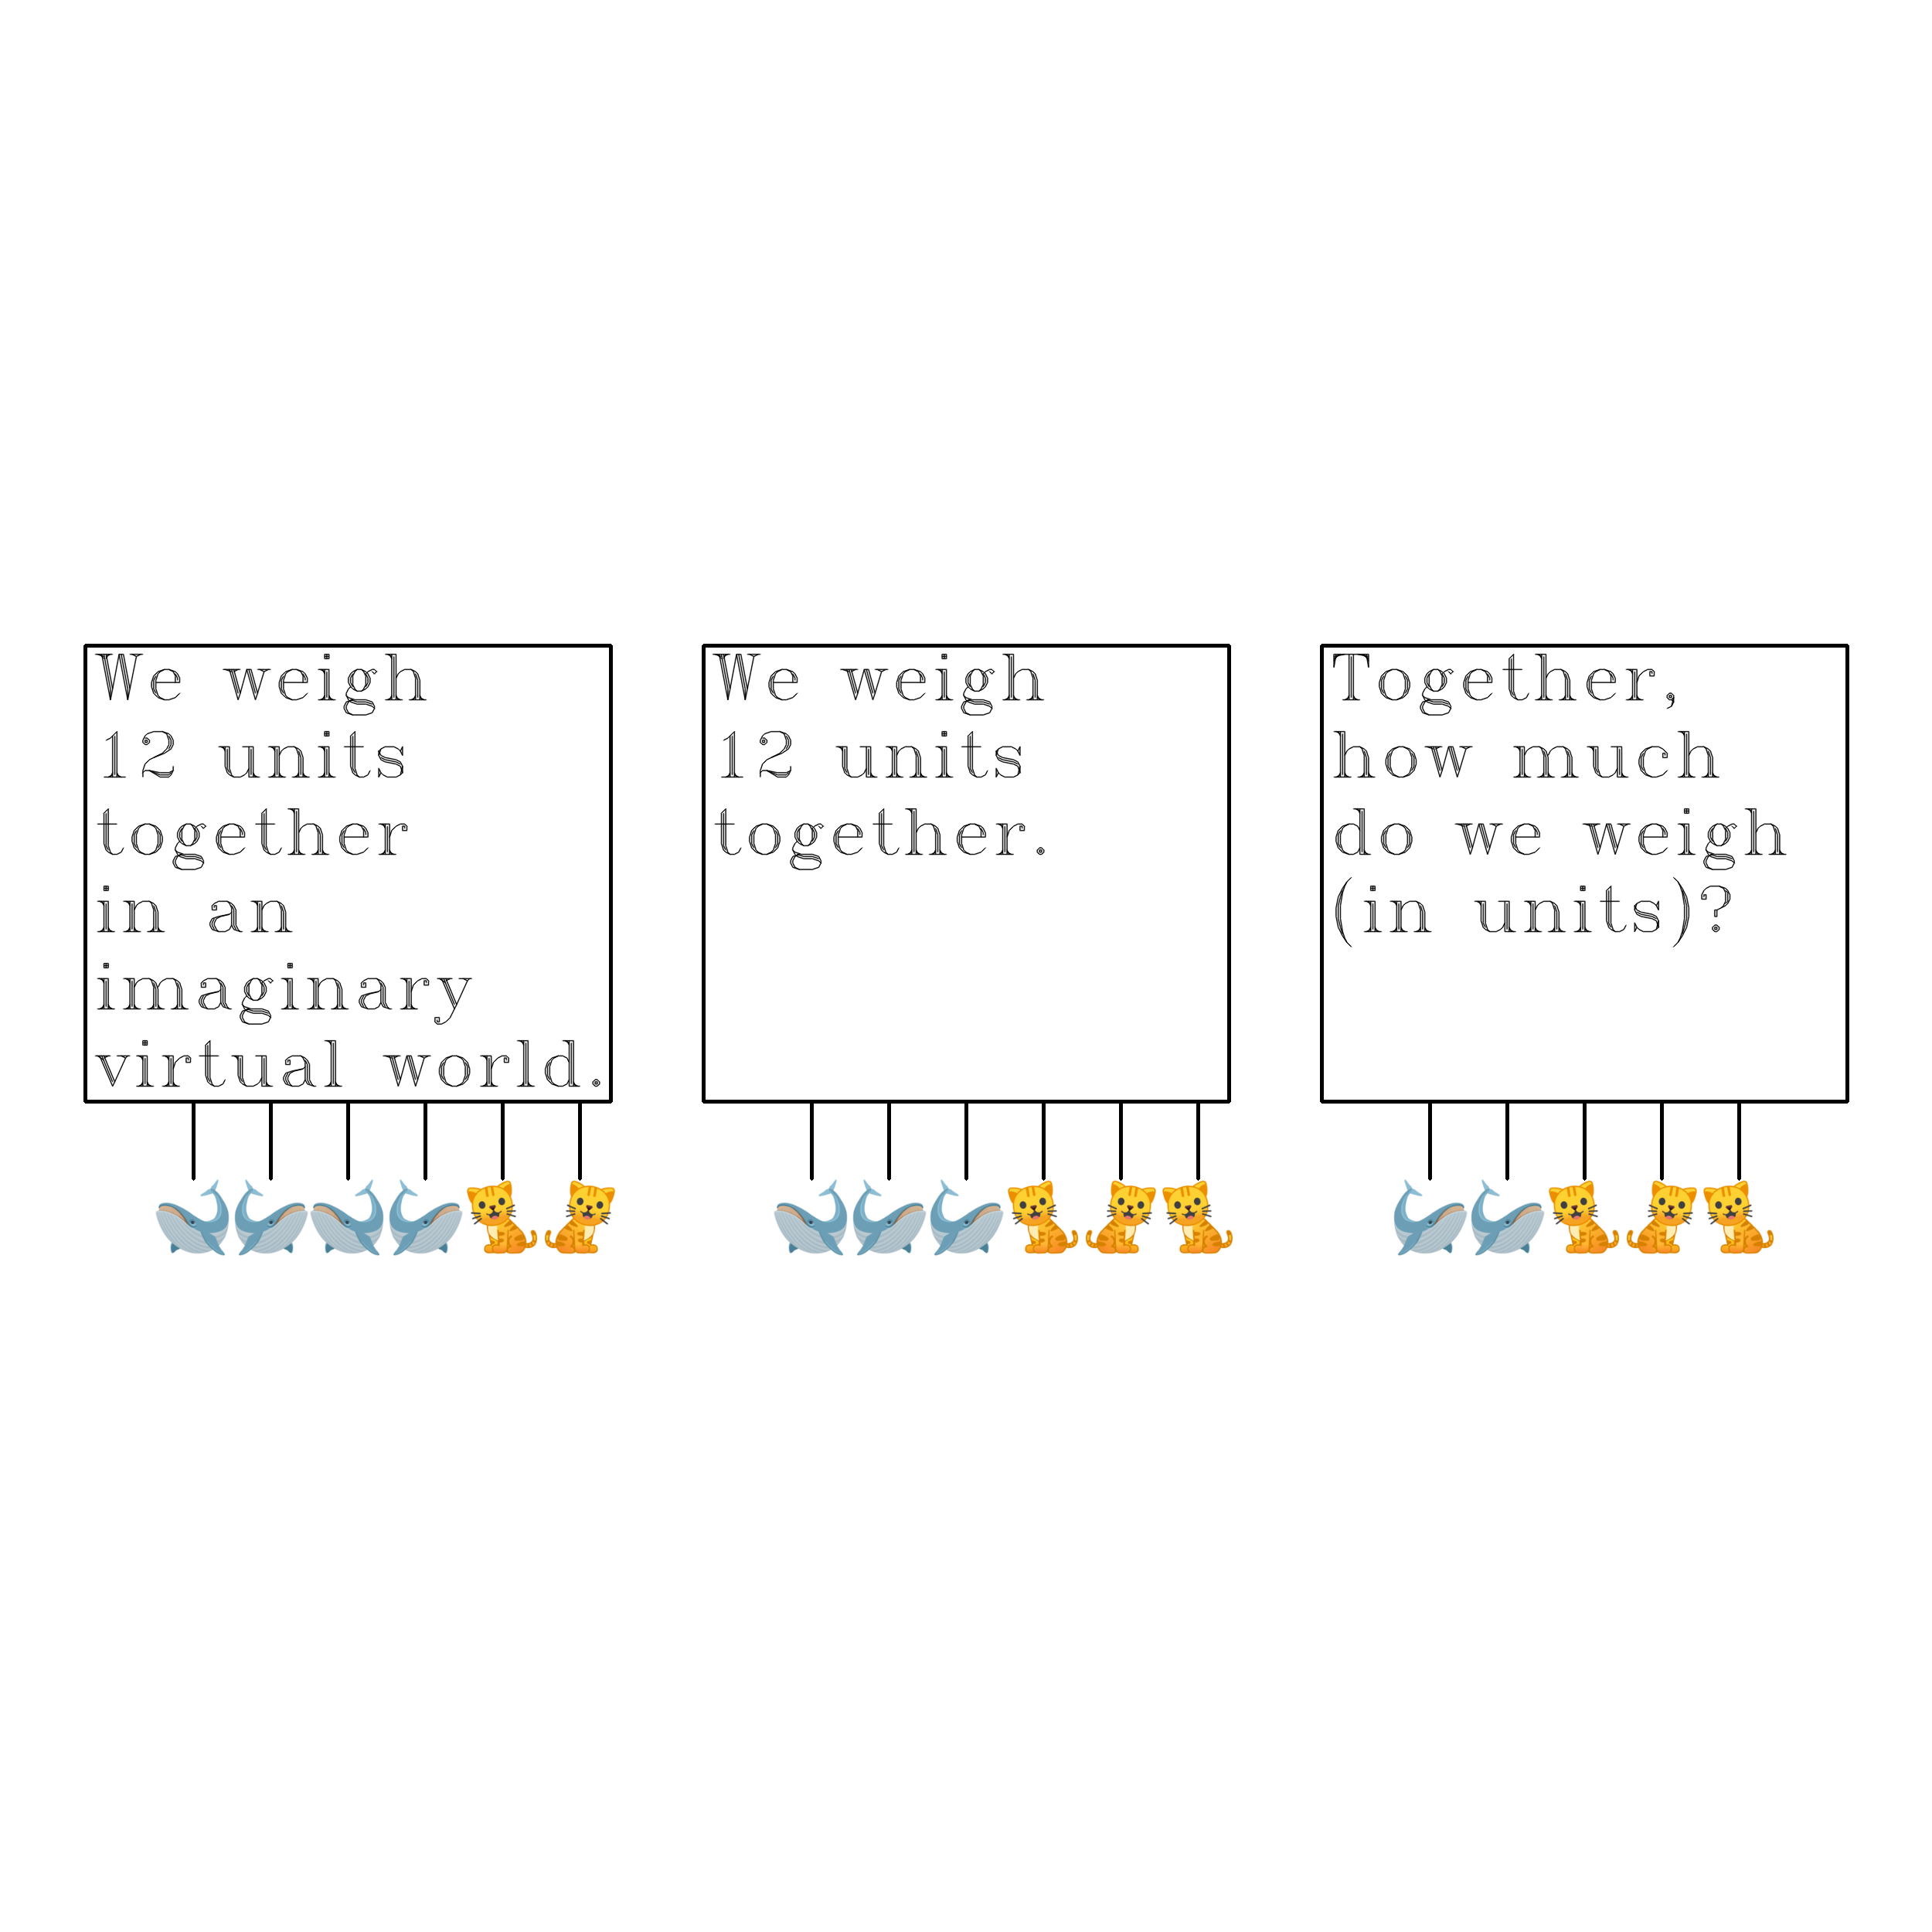 We weigh
12 units
together
in an
imaginary
virtual world.
We weigh
12 units
together.
Together,
how much
do we weigh
(in units)?